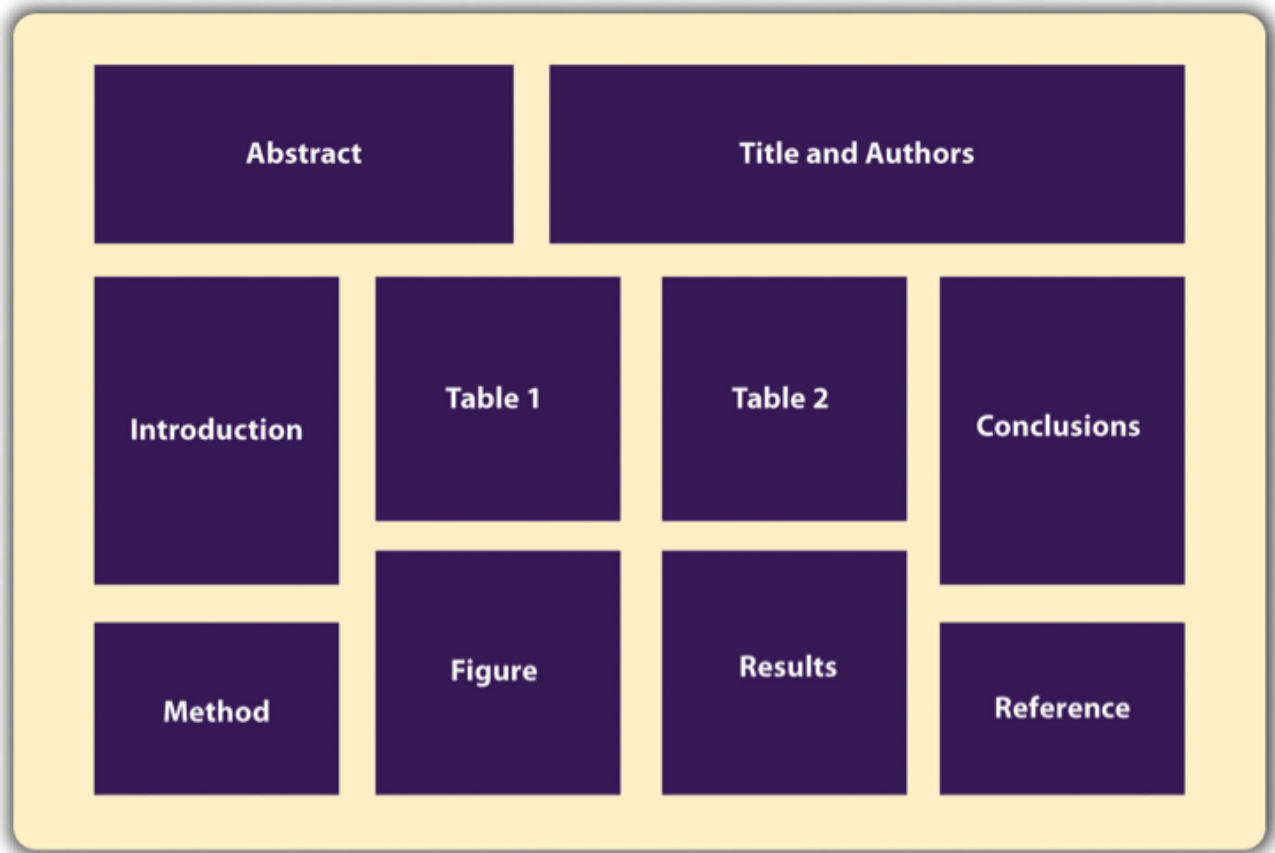 Abstract
Title and Authors
Introduction
Table 1
Table 2
Conclusions
Method
Figure
Results
Reference